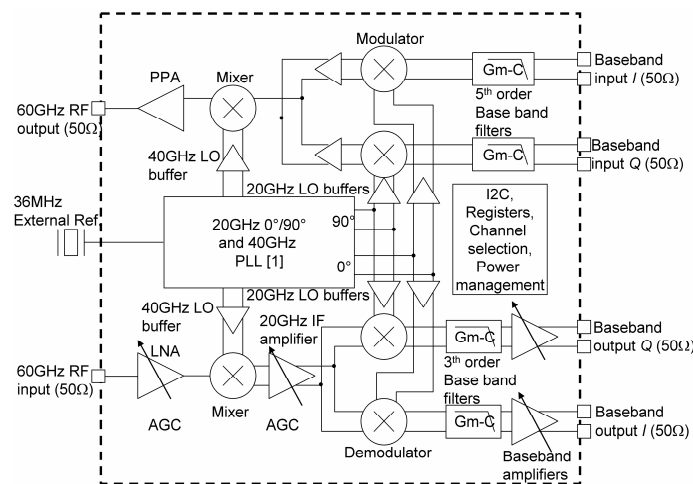 Modulator
PPA
Mixer
Gm-C
Baseband
input I (50Ω)
60GHz RF
output (50Ω)
5th order
Base band
filters
40GHz LO
buffer
Gm-C
Baseband
input Q (50Ω)
20GHz LO buffers
36MHz
External Ref
20GHz 0°/90°
and 40GHz
PLL [1]
90°
0°
I2C,
Registers,
Channel
selection,
Power
management
20GHz LO buffers
40GHz LO
buffer
20GHz IF
amplifier
LNA
Gm-C
Baseband
output Q (50Ω)
60GHz RF
input (50Ω)
3th order
Base band
filters
Mixer
AGC
AGC
Gm-C
Baseband
output I (50Ω)
Demodulator
Baseband
amplifiers